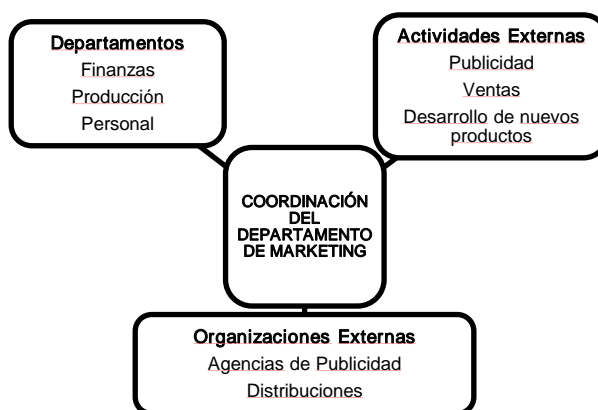 Departamentos
Finanzas
Producción
Personal
Actividades Externas
Publicidad
Ventas
Desarrollo de nuevos
productos
COORDINACIÓN
DEL
DEPARTAMENTO
DE MARKETING
Organizaciones Externas
Agencias de Publicidad
Distribuciones